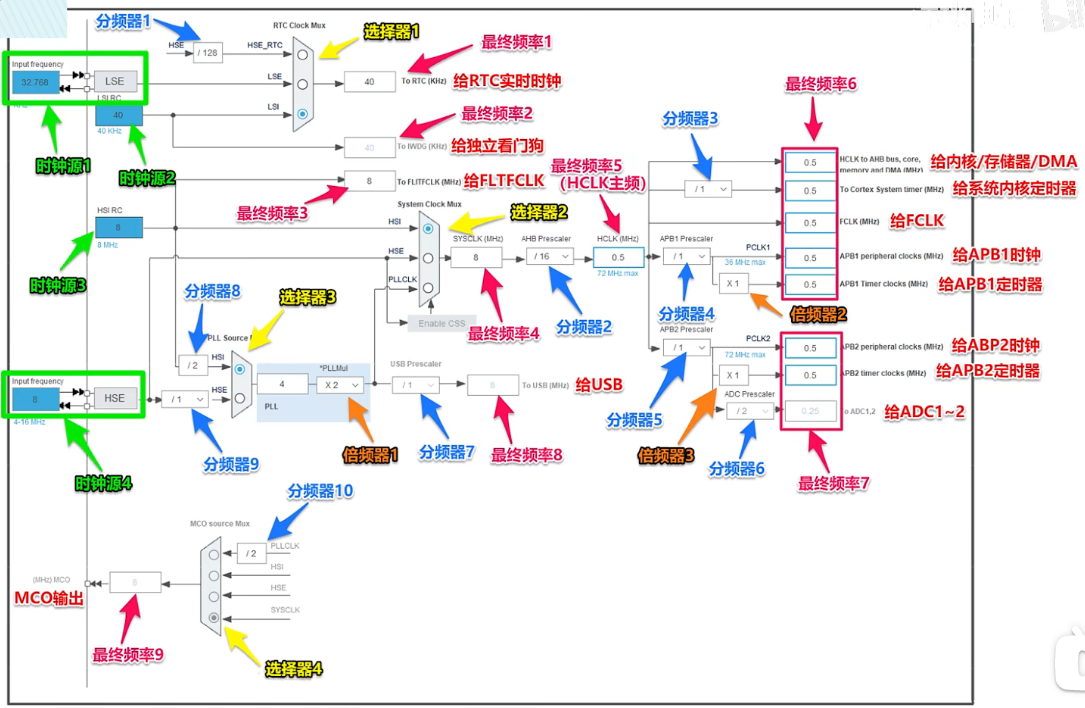 分频器1
RTC Clock Mux
HSE
/ 128
HSE_RTC
选择器1
最终频率1
Input frequency
32.768
LSE
LSE
40
To RTC (KHz)
给RTC实时时钟
最终频率6
LSI RC
40
40 KHz
LSI
最终频率2
分频器3
时钟源1
时钟源2
40
To IWDG (KHz)
给独立看门狗
最终频率5
(HCLK主频)
0.5
HCLK to AHB bus, core,
memory and DMA (MHz)
给内核/存储器/DMA
8
To FLITFCLK (MHz)
给FLTFCLK
/ 1
0.5
To Cortex System timer (MHz)
给系统内核定时器
最终频率3
System Clock Mux
选择器2
HSI RC
8
8 MHz
HSI
0.5
FCLK (MHz)
给FCLK
SYSCLK (MHz)
AHB Prescaler
HCLK (MHz)
APB1 Prescaler
HSE
8
/ 16
0.5
72 MHz max
/ 1
PCLK1
36 MHz max
0.5
APB1 peripheral clocks (MHz)
给APB1时钟
时钟源3
PLLCLK
X 1
0.5
APB1 Timer clocks (MHz)
给APB1定时器
分频器8
选择器3
Enable CSS
最终频率4
分频器2
分频器4
倍频器2
PLL Source
APB2 Prescaler
PCLK2
/ 1
72 MHz max
0.5
APB2 peripheral clocks (MHz)
给ABP2时钟
/ 2
HSI
*PLLMul
USB Prescaler
X 1
0.5
APB2 timer clocks (MHz)
给APB2定时器
Input frequency
8
4-16 MHz
HSE
/ 1
HSE
4
X 2
PLL
/ 1
8
To USB (MHz)
给USB
ADC Prescaler
/ 2
0.25
to ADC1,2
给ADC1~2
分频器5
时钟源4
分频器9
倍频器1
分频器7
最终频率8
倍频器3
分频器6
最终频率7
分频器10
MCO source Mux
/ 2
PLLCLK
HSI
(MHz) MCO
8
HSE
MCO输出
SYSCLK
最终频率9
选择器4